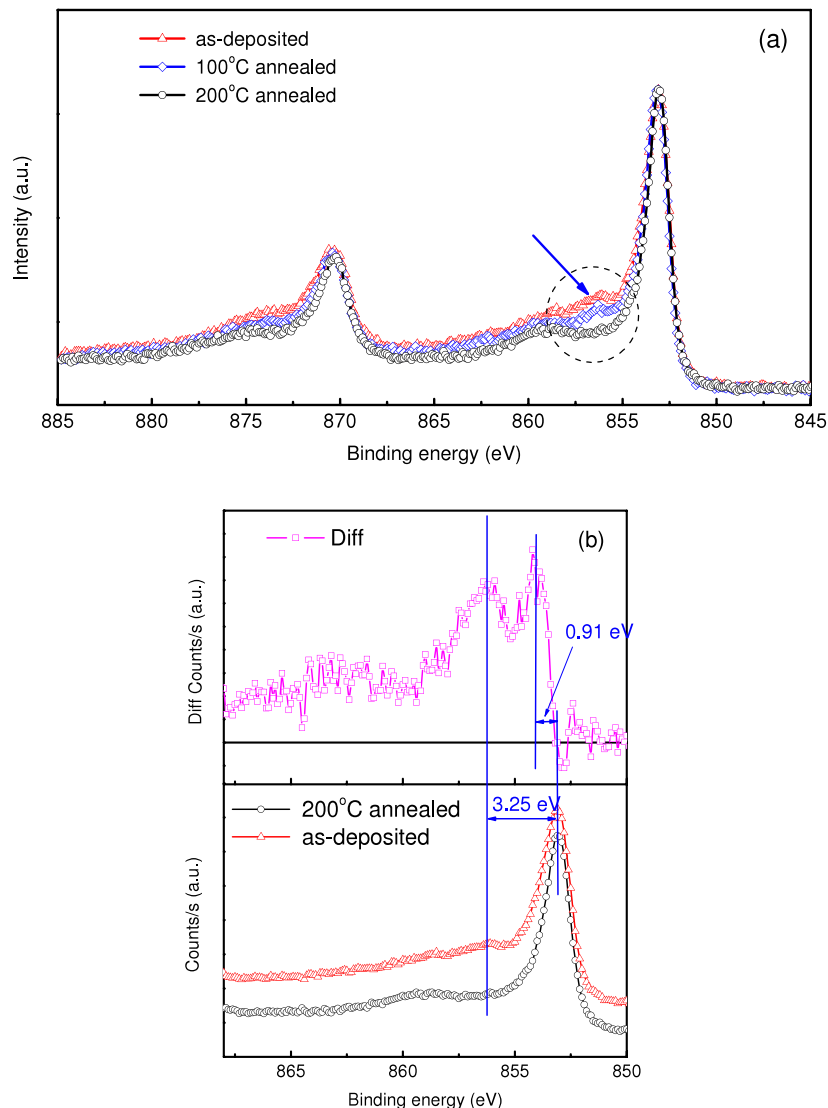 as-deposited
100°C annealed
200°C annealed
(a)
Intensity (a.u.)
885 880 875 870 865 860 855 850 845
Binding energy (eV)
Diff
(b)
0.91 eV
Diff Counts/s (a.u.)
3.25 eV
200°C annealed
as-deposited
Counts/s (a.u.)
865 860 855 850
Binding energy (eV)